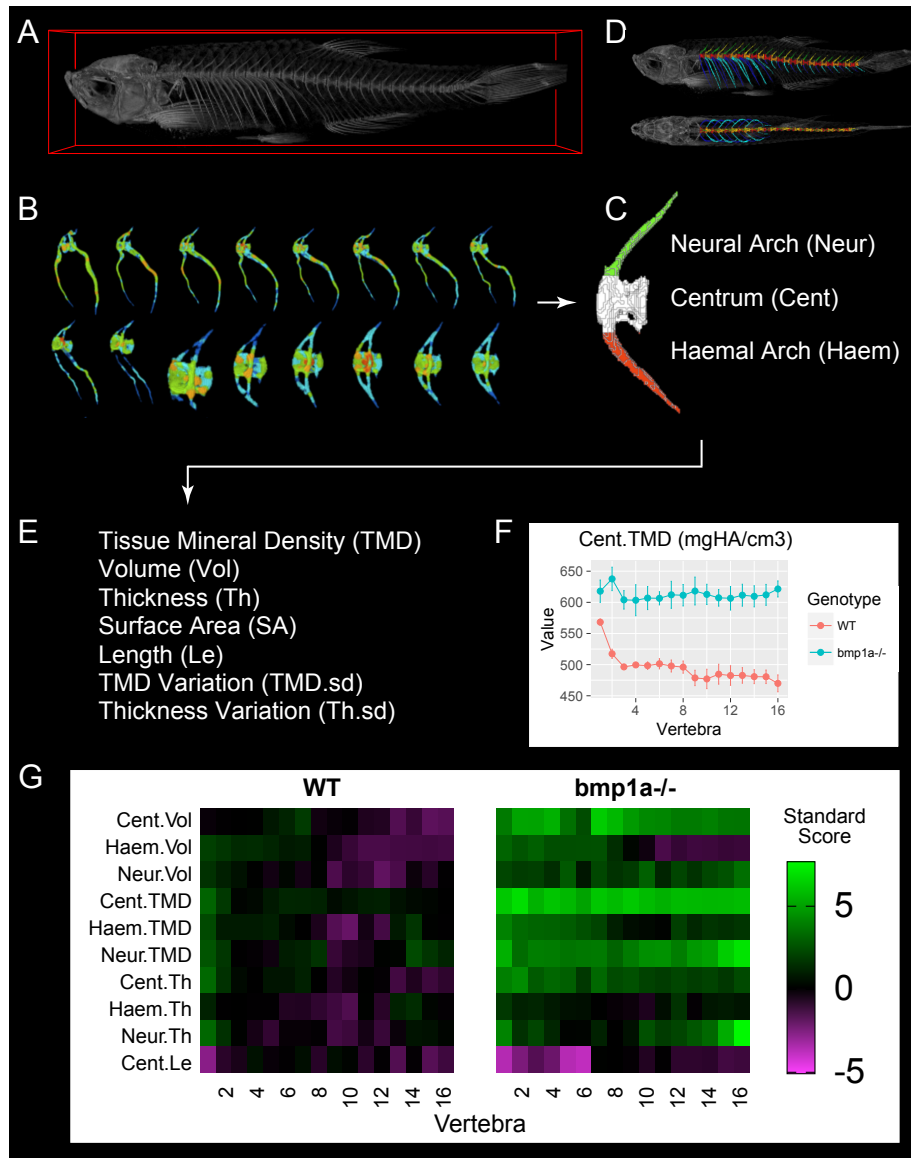 A
D
B
C
Neural Arch (Neur)
Centrum (Cent)
Haemal Arch (Haem)
E
Tissue Mineral Density (TMD)
Volume (Vol)
Thickness (Th)
Surface Area (SA)
Length (Le)
TMD Variation (TMD.sd)
Thickness Variation (Th.sd)
F
Cent.TMD (mgHA/cm3)
650
600
550
500
450
Value
4
8
12
16
Vertebra
Genotype
WT
bmp1a-/-
G
WT
bmp1a-/-
Cent.Vol
Haem.Vol
Neur.Vol
Cent.TMD
Haem.TMD
Neur.TMD
Cent.Th
Haem.Th
Neur.Th
Cent.Le
2 4 6 8 10 12 14 16
2 4 6 8 10 12 14 16
Vertebra
Standard
Score
5
0
-5